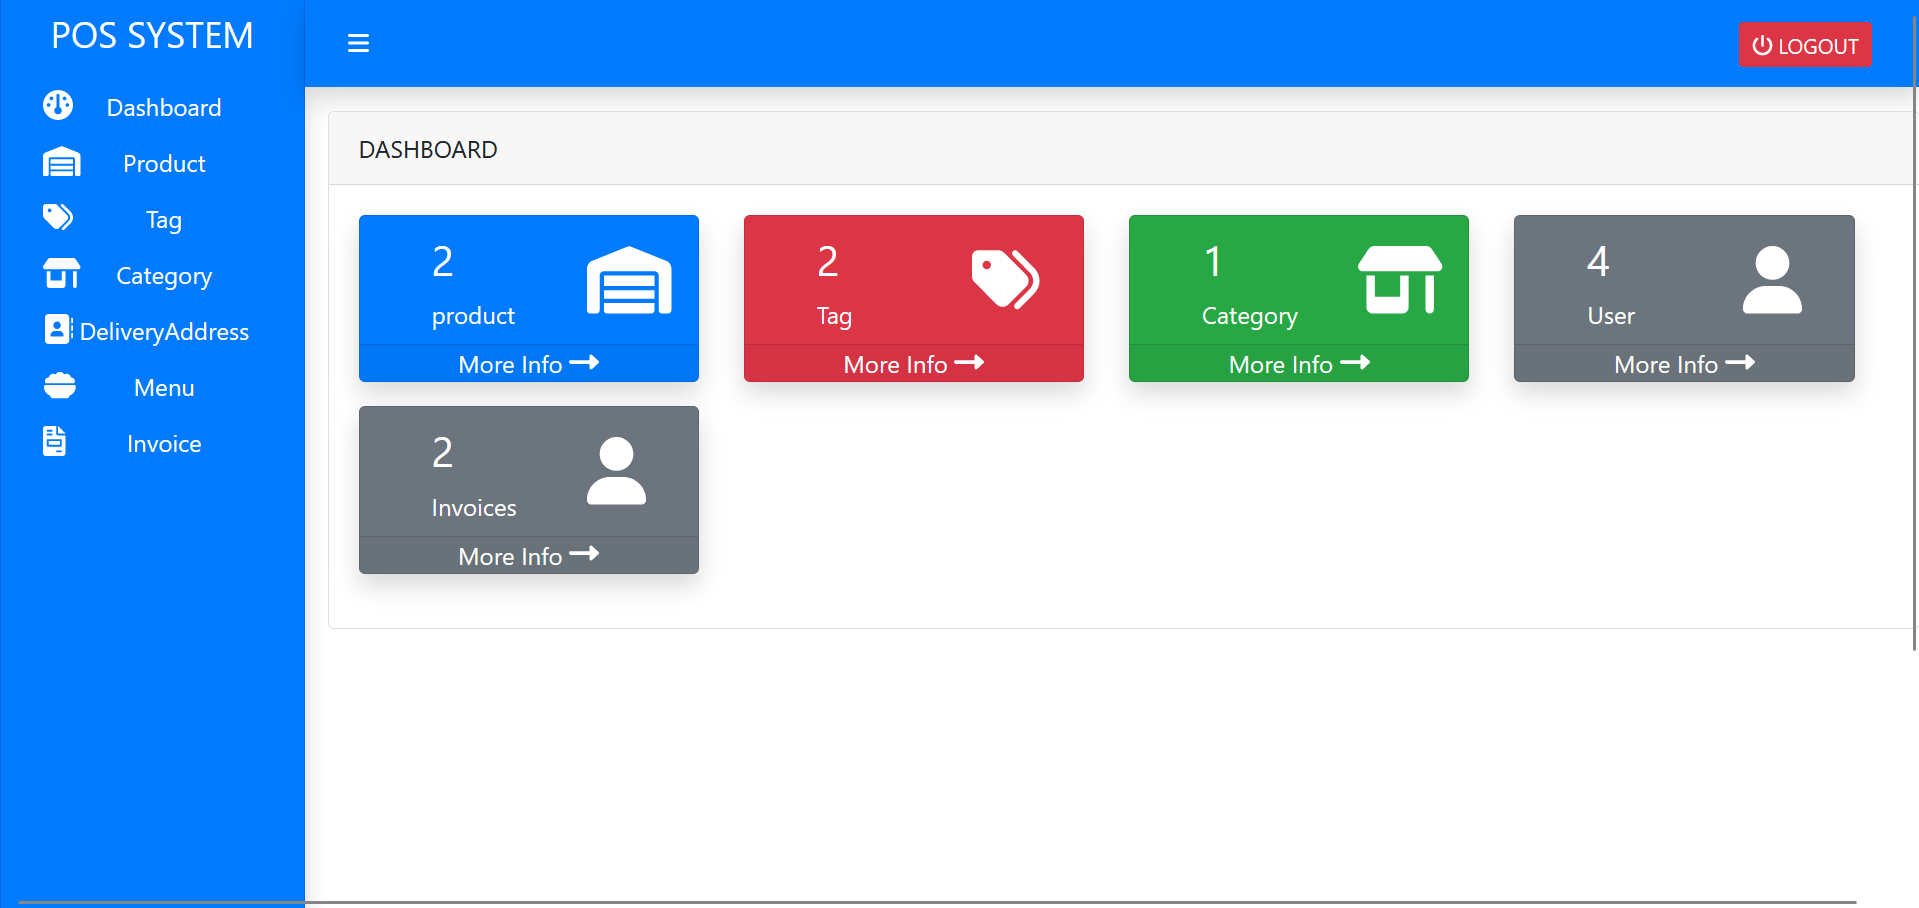 POS SYSTEM
LOGOUT
Dashboard
Product
Tag
Category
DeliveryAddress
Menu
Invoice
DASHBOARD
2
product
More Info
2
Tag
More Info
1
Category
More Info
4
User
More Info
2
Invoices
More Info